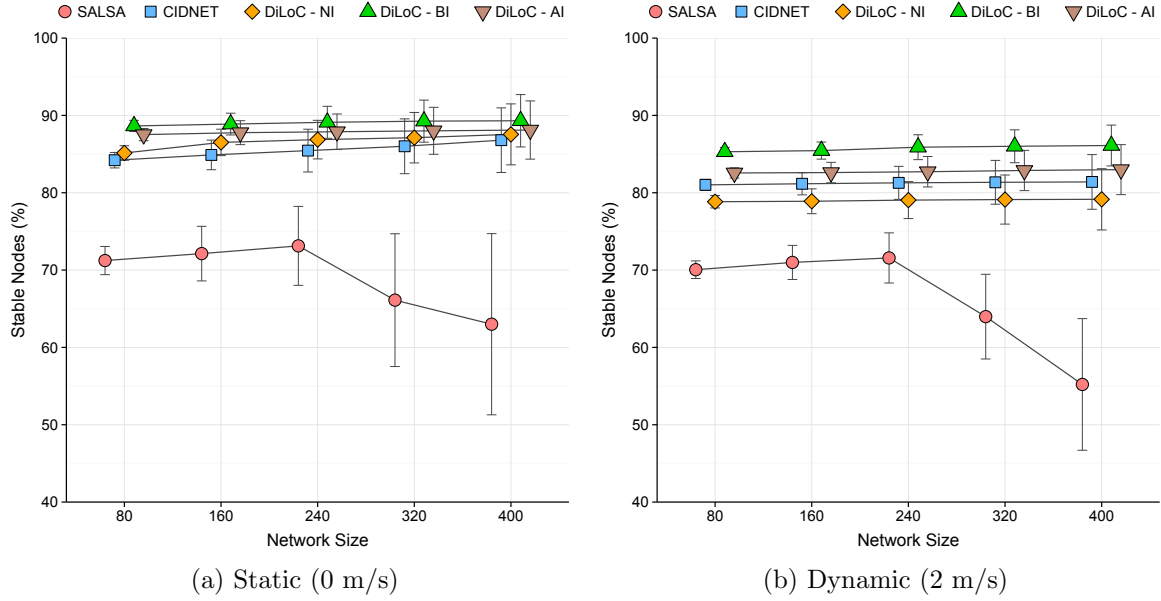 SALSA CIDNET DiLoC - NI DiLoC - BI DiLoC - AI
100
90
80
70
60
50
40
Stable Nodes (%)
80 160 240 320 400
Network Size
(a) Static (0 m/s)
SALSA CIDNET DiLoC - NI DiLoC - BI DiLoC - AI
100
90
80
70
60
50
40
Stable Nodes (%)
80 160 240 320 400
Network Size
(b) Dynamic (2 m/s)